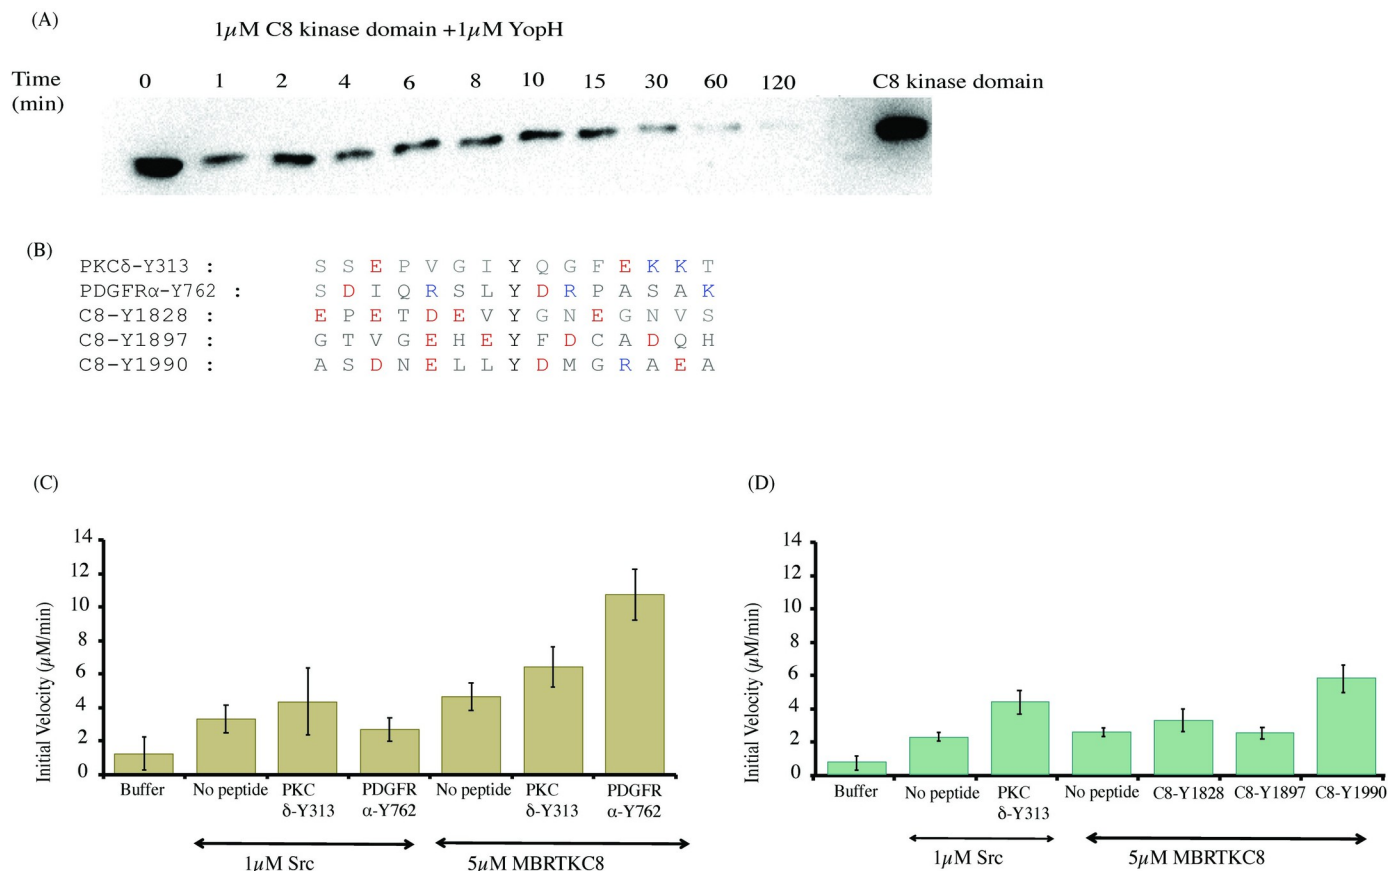 (A)
1µM C8 kinase domain +1µM YopH
Time (min) 0 1 2 4 6 8 10 15 30 60 120 C8 kinase domain
(B)
PKCδ-Y313 : S S E P V G I Y Q G F E K K T
PDGFRα-Y762 : S D I Q R S L Y D R P A S A K
C8-Y1828 : E P E T D E V Y G N E G N V S
C8-Y1897 : G T V G E H E Y F D C A D Q H
C8-Y1990 : A S D N E L L Y D M G R A E A
(C)
Initial Velocity (µM/min)
14
12
10
8
6
4
2
0
Buffer No peptide PKC δ-Y313 PDGFR α-Y762 No peptide PKC δ-Y313 PDGFR α-Y762
1µM Src 5µM MBRTKC8
(D)
Initial Velocity (µM/min)
14
12
10
8
6
4
2
0
Buffer No peptide PKC δ-Y313 No peptide C8-Y1828 C8-Y1897 C8-Y1990
1µM Src 5µM MBRTKC8